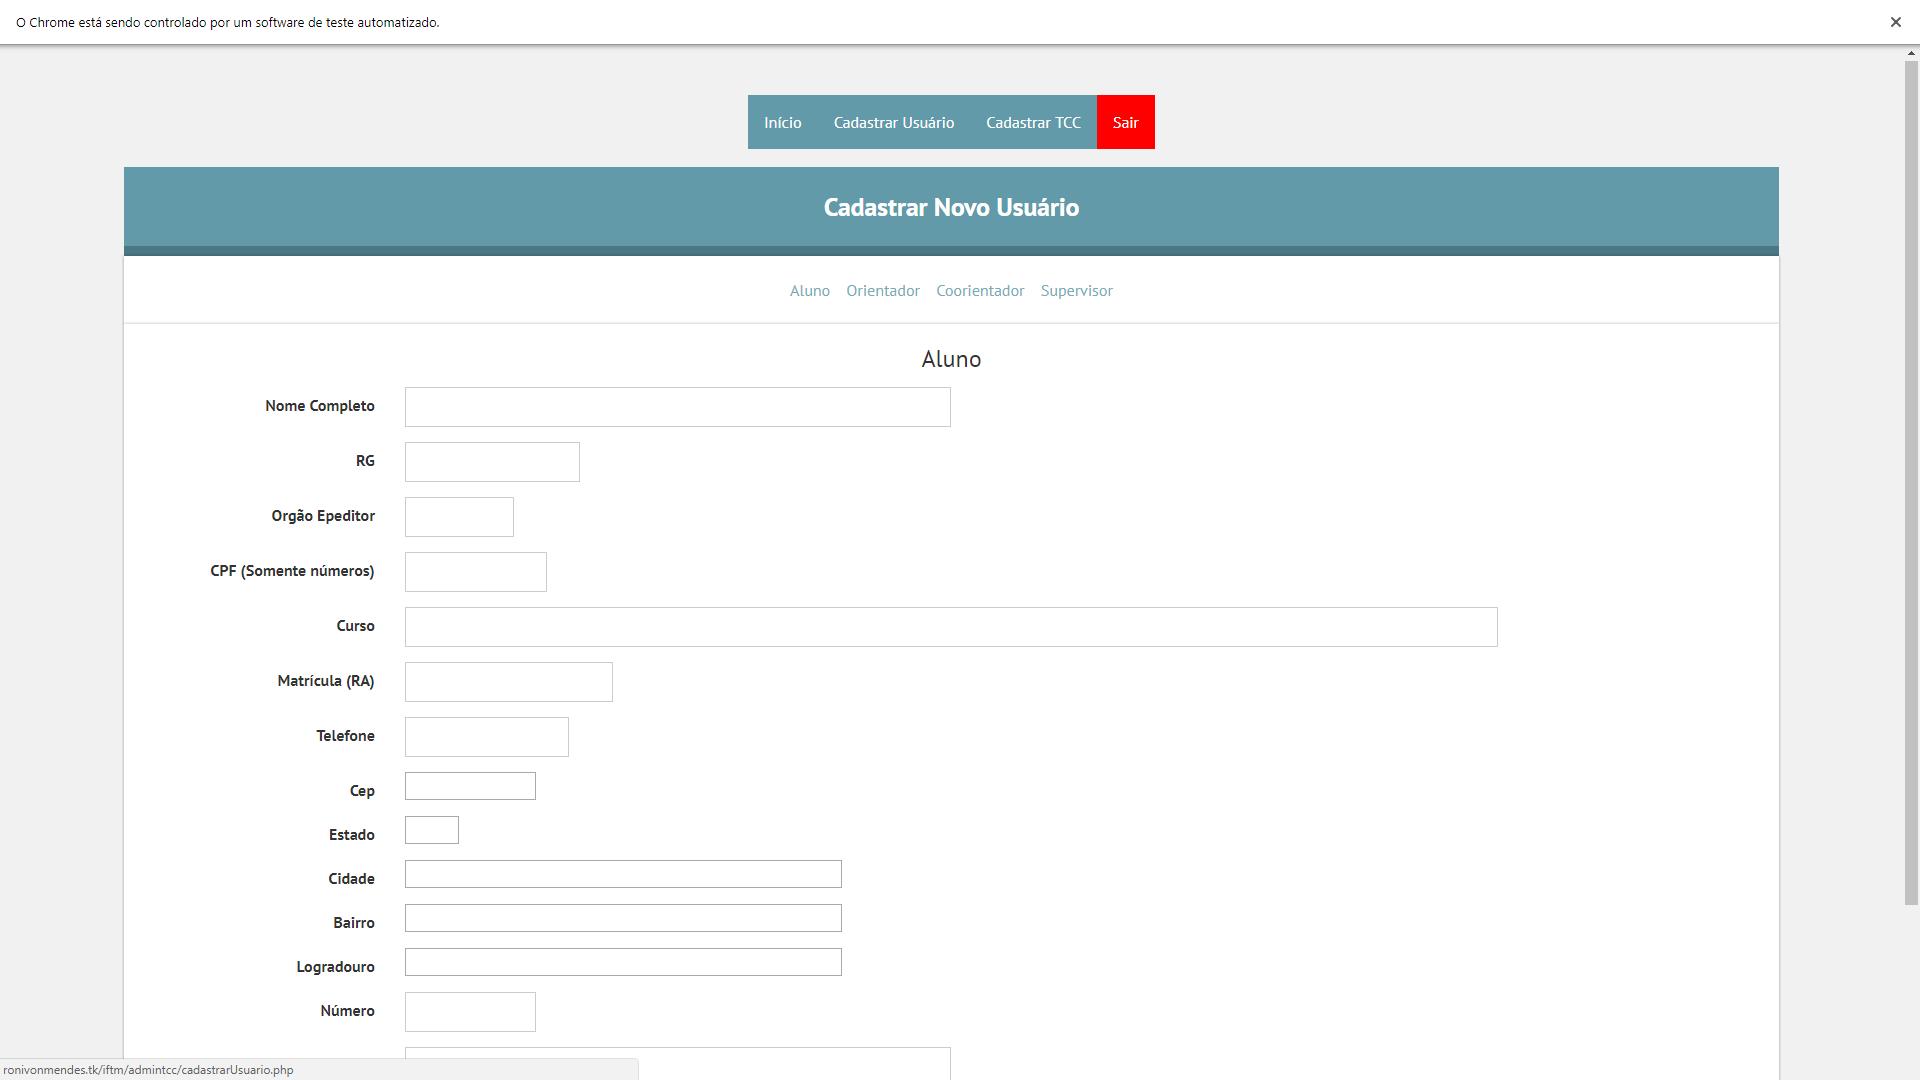 O Chrome está sendo controlado por um software de teste automatizado.
Início Cadastrar Usuário Cadastrar TCC Sair
Cadastrar Novo Usuário
Aluno Orientador Coorientador Supervisor
Aluno
Nome Completo
RG
Orgão Epeditor
CPF (Somente números)
Curso
Matrícula (RA)
Telefone
Cep
Estado
Cidade
Bairro
Logradouro
Número
ronivonmendes.tk/iftm/admintcc/cadastrarUsuario.php